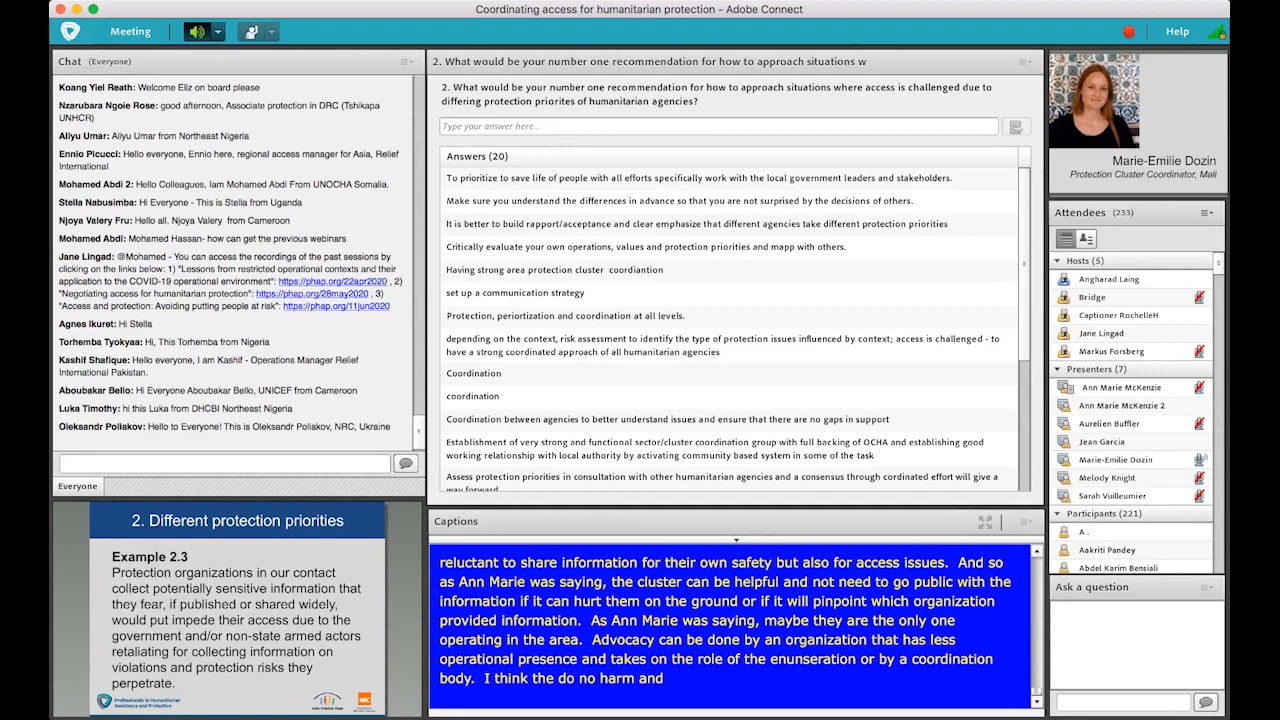 Coordinating access for humanitarian protection - Adobe Connect
Meeting
Help
Chat (Everyone)
Koang Yiel Reath: Welcome Eliz on board please
Nzarubara Ngoie Rose: good afternoon, Associate protection in DRC (Tshikapa
UNHCR)
Aliyu Umar: Aliyu Umar from Northeast Nigeria
Ennio Picucci: Hello everyone, Ennio here, regional access manager for Asia, Relief
International
Mohamed Abdi 2: Hello Colleagues, Iam Mohamed Abdi From UNOCHA Somalia.
Stella Nabusimba: Hi Everyone - This is Stella from Uganda
Njoya Valery Fru: Hello all, Njoya Valery from Cameroon
Mohamed Abdi: Mohamed Hassan- how can get the previous webinars
Jane Lingad: @Mohamed - You can access the recordings of the past sessions by
clicking on the links below: 1) "Lessons from restricted operational contexts and their
application to the COVID-19 operational environment": https://phap.org/22apr2020 , 2)
"Negotiating access for humanitarian protection": https://phap.org/28may2020 , 3)
"Access and protection: Avoiding putting people at risk": https://phap.org/11jun2020
Agnes Ikuret: Hi Stella
Torhemba Tyokyaa: Hi, This Torhemba from Nigeria
Kashif Shafique: Hello everyone, I am Kashif - Operations Manager Relief
International Pakistan.
Aboubakar Bello: Hi Everyone Aboubakar Bello, UNICEF from Cameroon
Luka Timothy: hi this Luka from DHCBI Northeast Nigeria
Oleksandr Poliakov: Hello to Everyone! This is Oleksandr Poliakov, NRC, Ukraine
Everyone
2. Different protection priorities
Example 2.3
Protection organizations in our contact
collect potentially sensitive information that
they fear, if published or shared widely,
would put impede their access due to the
government and/or non-state armed actors
retaliating for collecting information on
violations and protection risks they
perpetrate.
Professionals in Humanitarian
Assistance and Protection
NRC
2. What would be your number one recommendation for how to approach situations w
2. What would be your number one recommendation for how to approach situations where access is challenged due to
differing protection priorites of humanitarian agencies?
Type your answer here...
Answers (20)
To prioritize to save life of people with all efforts specifically work with the local government leaders and stakeholders.
Make sure you understand the differences in advance so that you are not surprised by the decisions of others.
It is better to build rapport/acceptance and clear emphasize that different agencies take different protection priorities
Critically evaluate your own operations, values and protection priorities and mapp with others.
Having strong area protection cluster coordiantion
set up a communication strategy
Protection, periortization and coordination at all levels.
depending on the context, risk assessment to identify the type of protection issues influenced by context; access is challenged - to
have a strong coordinated approach of all humanitarian agencies
Coordination
coordination
Coordination between agencies to better understand issues and ensure that there are no gaps in support
Establishment of very strong and functional sector/cluster coordination group with full backing of OCHA and establishing good
working relationship with local authority by activating community based system in some of the task
Assess protection priorities in consultation with other humanitarian agencies and a consensus through cordinated effort will give a
way forward
Captions
reluctant to share information for their own safety but also for access issues. And so
as Ann Marie was saying, the cluster can be helpful and not need to go public with the
information if it can hurt them on the ground or if it will pinpoint which organization
provided information. As Ann Marie was saying, maybe they are the only one
operating in the area. Advocacy can be done by an organization that has less
operational presence and takes on the role of the enunseration or by a coordination
body. I think the do no harm and
Marie-Emilie Dozin
Protection Cluster Coordinator, Mali
Attendees (233)
Hosts (5)
Angharad Laing
Bridge
Captioner RochelleH
Jane Lingad
Markus Forsberg
Presenters (7)
Ann Marie McKenzie
Ann Marie McKenzie 2
Aurelien Buffler
Jean Garcia
Marie-Emilie Dozin
Melody Knight
Sarah Vuilleumier
Participants (221)
A .
Aakriti Pandey
Abdel Karim Bensiali
Ask a question